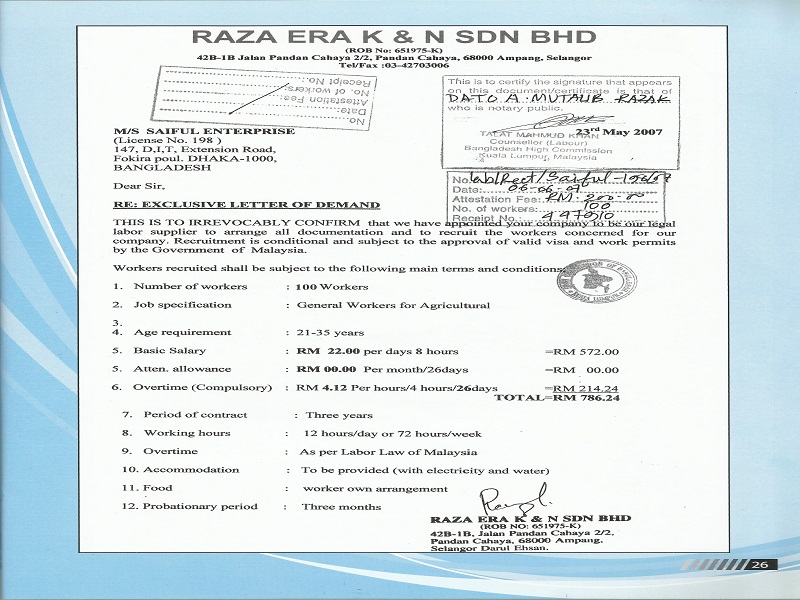 RAZA ERA K & N SDN BHD
(ROB No: 651975-K)
42B-1B Jalan Pandan Cahaya 2/2, Pandan Cahaya, 68000 Ampang, Selangor
Tel/Fax :03-42703006
No.
Date:
Attestation Fee:
No. of workers:
Receipt No.:
This is to certify the signature that appears
on this document/certificate is that of
DATO A. MUTALIB RAZAK
who is notary public.
23rd May 2007
TALAT MAHMUD KHAN
Counsellor (Labour)
Bangladesh High Commission
Kuala Lumpur, Malaysia
M/S SAIFUL ENTERPRISE
(License No. 198 )
147, D,I,T, Extension Road,
Fokira poul. DHAKA-1000,
BANGLADESH
No.
Date: 06-06-07
Attestation Fee: RM. 200-00
No. of workers: 100
Receipt No.:
Dear Sir,
RE: EXCLUSIVE LETTER OF DEMAND
THIS IS TO IRREVOCABLY CONFIRM that we have appointed your company to be our legal
labor supplier to arrange all documentation and to recruit the workers concerned for our
company. Recruitment is conditional and subject to the approval of valid visa and work permits
by the Government of Malaysia.
Workers recruited shall be subject to the following main terms and conditions.
1. Number of workers : 100 Workers
2. Job specification : General Workers for Agricultural
3.
4. Age requirement : 21-35 years
5. Basic Salary : RM 22.00 per days 8 hours =RM 572.00
5. Atten. allowance : RM 00.00 Per month/26days =RM 00.00
6. Overtime (Compulsory) : RM 4.12 Per hours/4 hours/26days =RM 214.24
TOTAL=RM 786.24
7. Period of contract : Three years
8. Working hours : 12 hours/day or 72 hours/week
9. Overtime : As per Labor Law of Malaysia
10. Accommodation : To be provided (with electricity and water)
11. Food : worker own arrangement
12. Probationary period : Three months
RAZA ERA K & N SDN BHD
(ROB NO: 651975-K)
42B-1B, Jalan Pandan Cahaya 2/2,
Pandan Cahaya, 68000 Ampang.
Selangor Darul Ehsan.
26